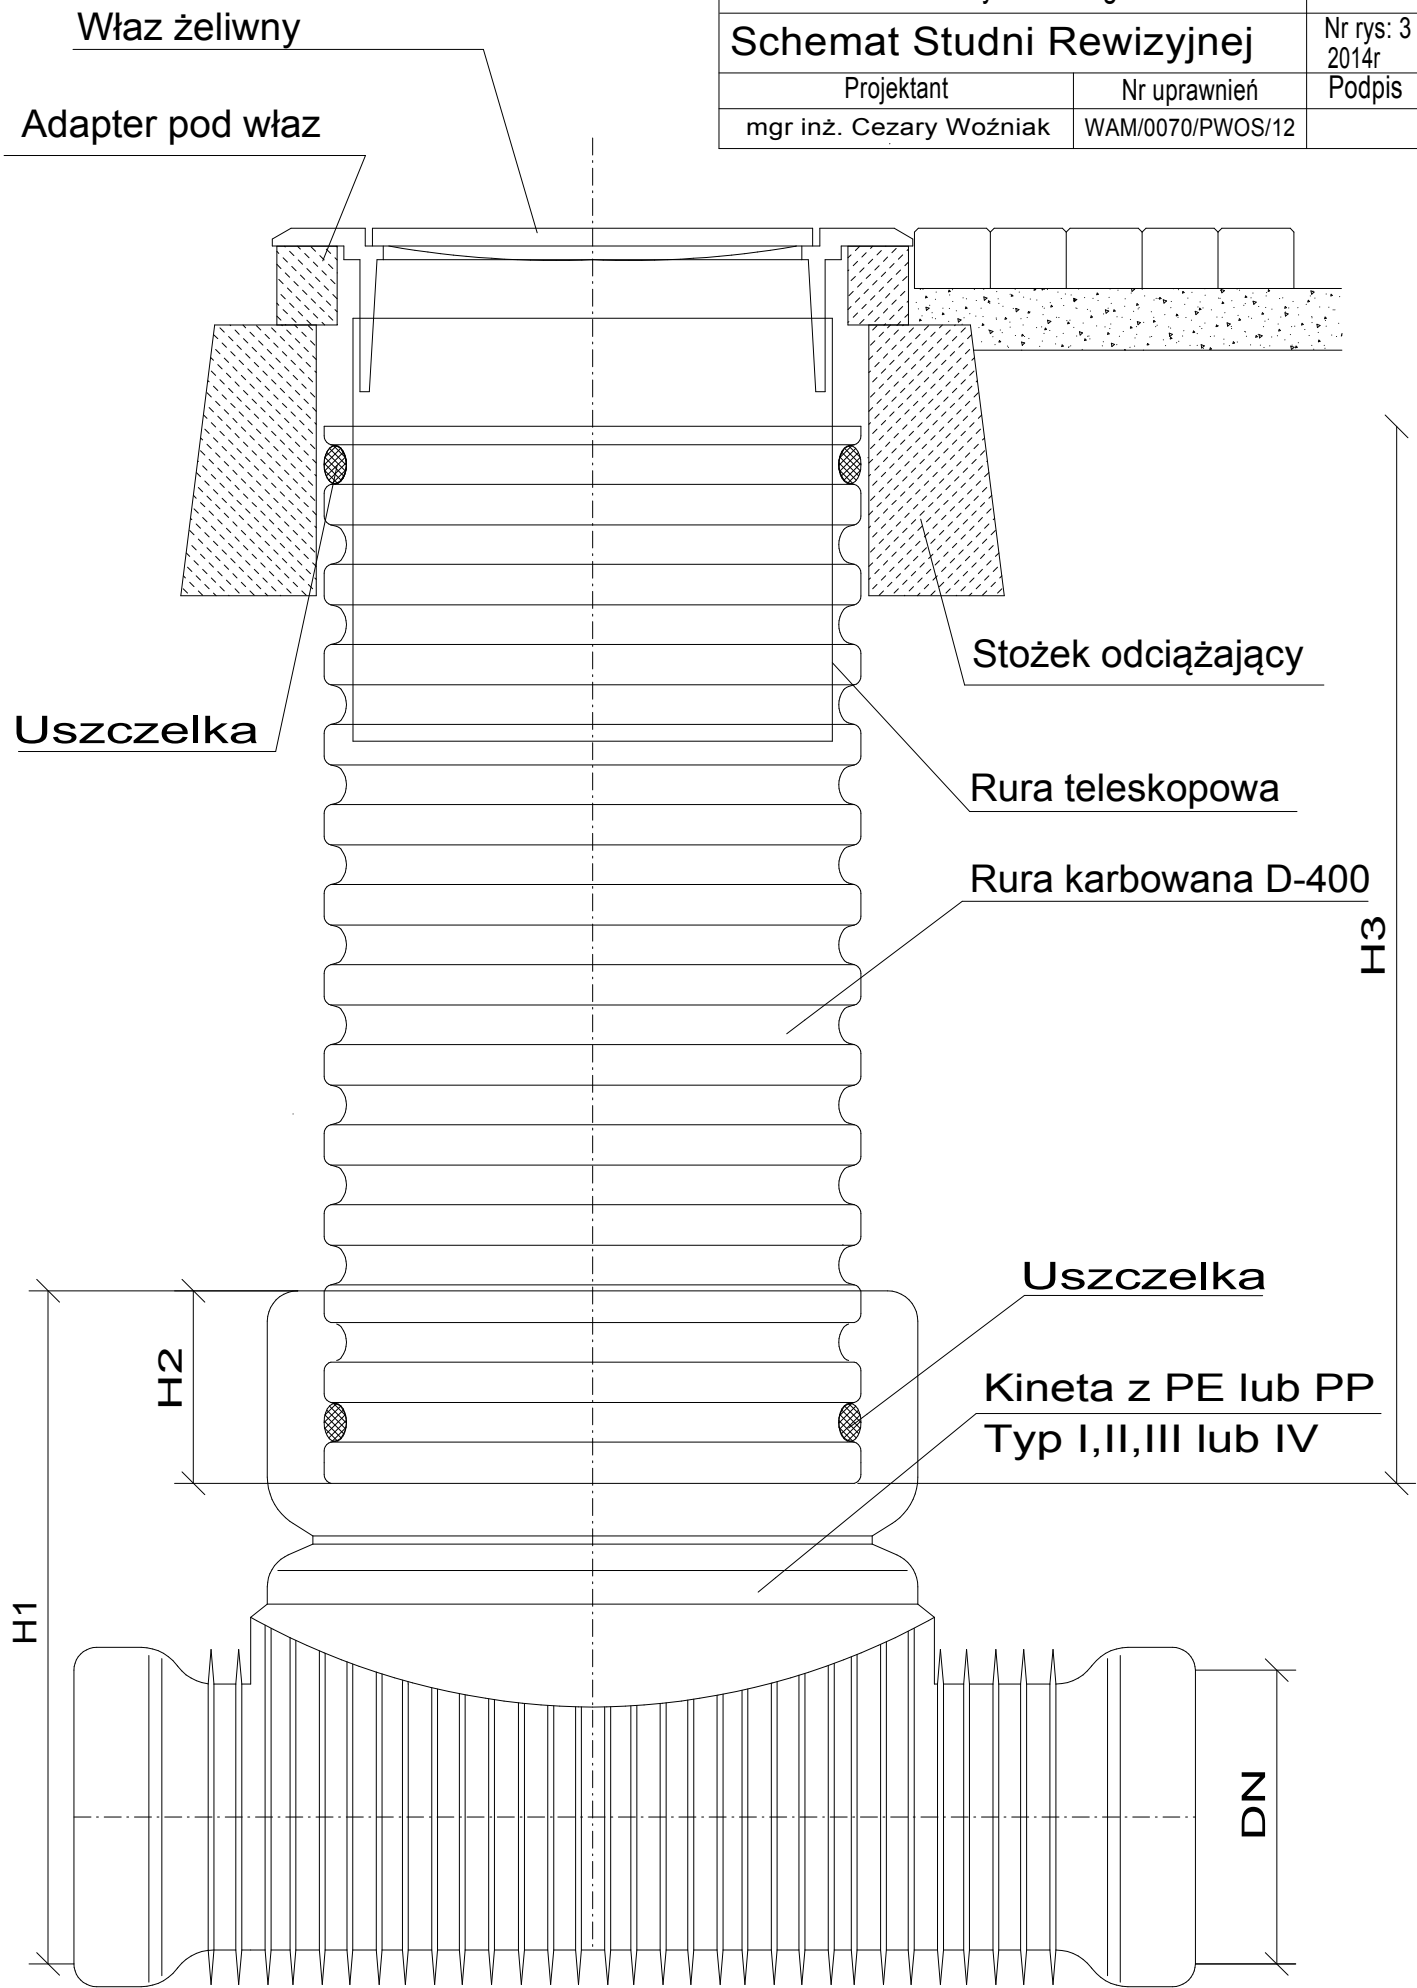 Schemat Studni Rewizyjnej
Nr rys: 3
2014r
Projektant
Nr uprawnień
Podpis
mgr inż. Cezary Woźniak
WAM/0070/PWOS/12
Właz żeliwny
Adapter pod właz
Stożek odciążający
Uszczelka
Rura teleskopowa
Rura karbowana D-400
H3
Uszczelka
H2
Kineta z PE lub PP
Typ I,II,III lub IV
H1
DN